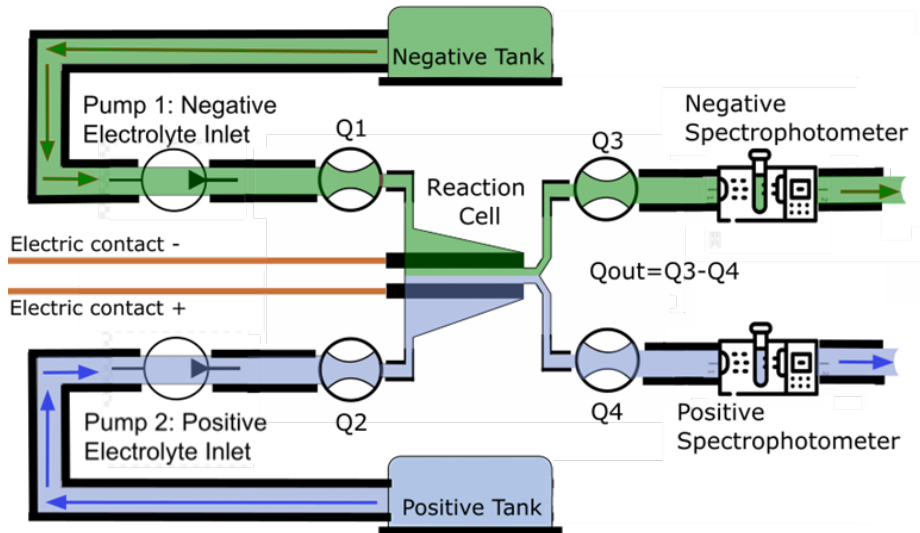 Negative Tank
Pump 1: Negative
Electrolyte Inlet
Q1
Q3
Negative
Spectrophotometer
Reaction
Cell
Electric contact -
Electric contact +
Qout=Q3-Q4
Q2
Q4
Pump 2: Positive
Electrolyte Inlet
Positive
Spectrophotometer
Positive Tank